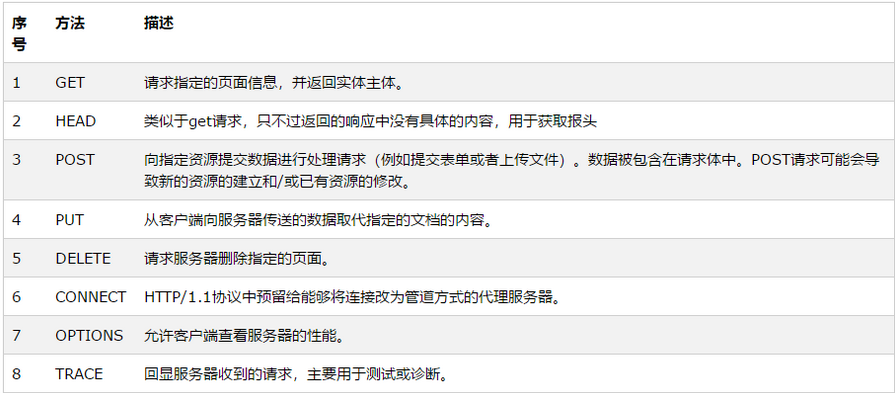 序号 方法 描述
1 GET 请求指定的页面信息，并返回实体主体。
2 HEAD 类似于get请求，只不过返回的响应中没有具体的内容，用于获取报头
3 POST 向指定资源提交数据进行处理请求（例如提交表单或者上传文件）。数据被包含在请求体中。POST请求可能会导
致新的资源的建立和/或已有资源的修改。
4 PUT 从客户端向服务器传送的数据取代指定的文档的内容。
5 DELETE 请求服务器删除指定的页面。
6 CONNECT HTTP/1.1协议中预留给能够将连接改为管道方式的代理服务器。
7 OPTIONS 允许客户端查看服务器的性能。
8 TRACE 回显服务器收到的请求，主要用于测试或诊断。